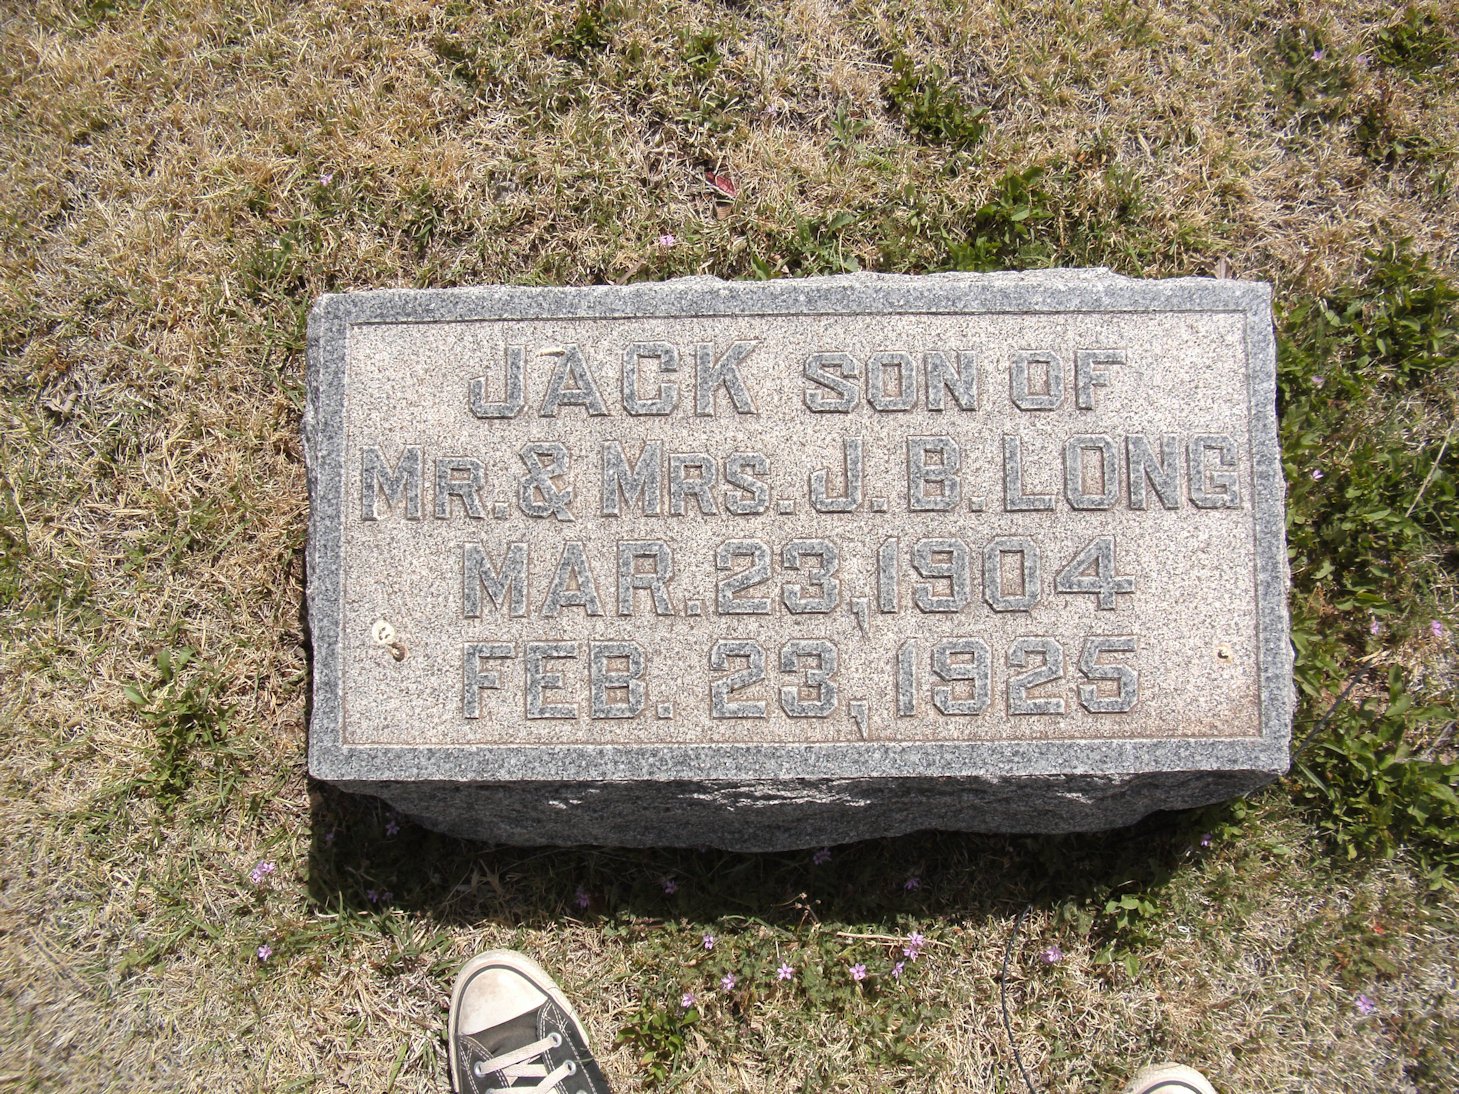 JACK SON OF
MR. & MRS. J. B. LONG
MAR. 23, 1904
FEB. 23, 1925